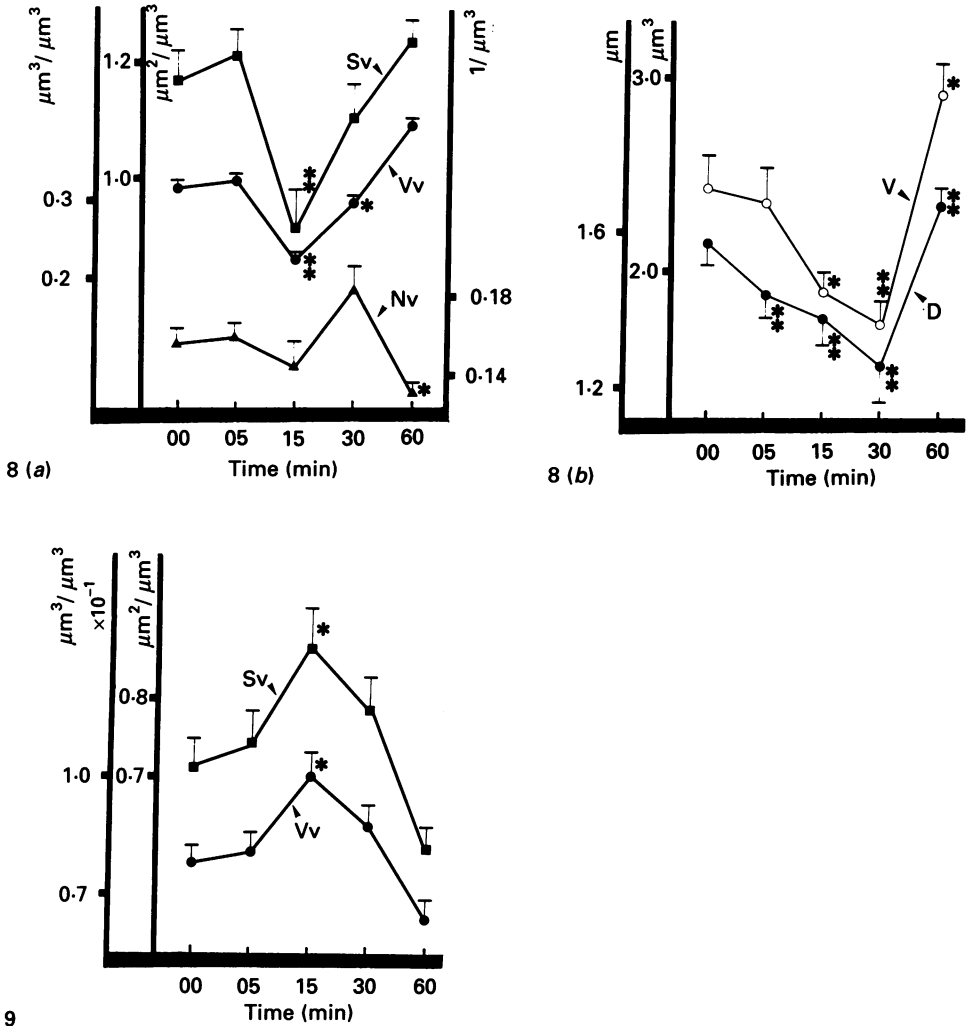 μm³/μm³
μm²/μm³
1/μm³
1·2
1·0
0·3
0·2
0·18
0·14
Sv
Vv
Nv
* *
* *
*
*
00 05 15 30 60
Time (min)
8 (a)
μm
μm³
3·0
1·6
2·0
1·2
V
D
*
* *
*
* *
* *
* *
* *
00 05 15 30 60
Time (min)
8 (b)
μm³/μm³
×10⁻¹
μm²/μm³
0·8
1·0
0·7
0·7
Sv
Vv
*
*
00 05 15 30 60
Time (min)
9